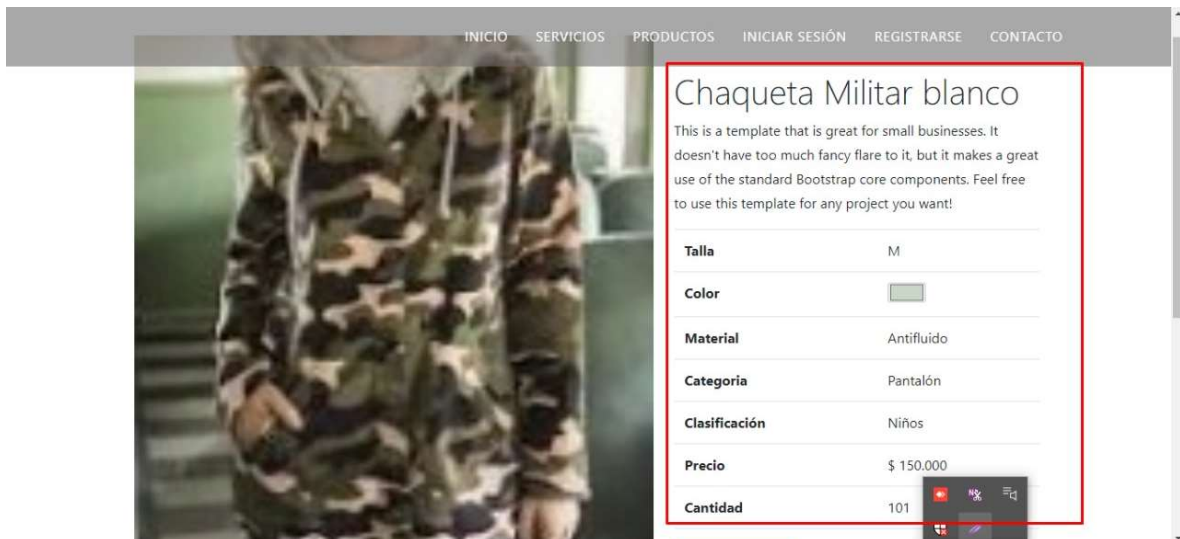 INICIO SERVICIOS PRODUCTOS INICIAR SESIÓN REGISTRARSE CONTACTO
Chaqueta Militar blanco
This is a template that is great for small businesses. It
doesn't have too much fancy flare to it, but it makes a great
use of the standard Bootstrap core components. Feel free
to use this template for any project you want!
Talla M
Color
Material Antifluido
Categoria Pantalón
Clasificación Niños
Precio $ 150.000
Cantidad 101